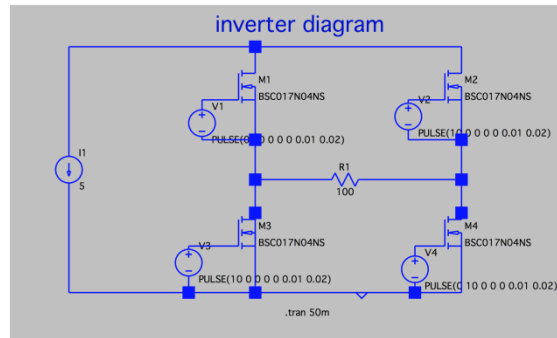 inverter diagram
M1
BSC017N04NS
V1
M2
BSC017N04NS
V2
PULSE(10 0 0 0 0 0.01 0.02)
I1
5
R1
100
M3
BSC017N04NS
V3
PULSE(10 0 0 0 0 0.01 0.02)
M4
BSC017N04NS
V4
PULSE(0 10 0 0 0 0.01 0.02)
.tran 50m